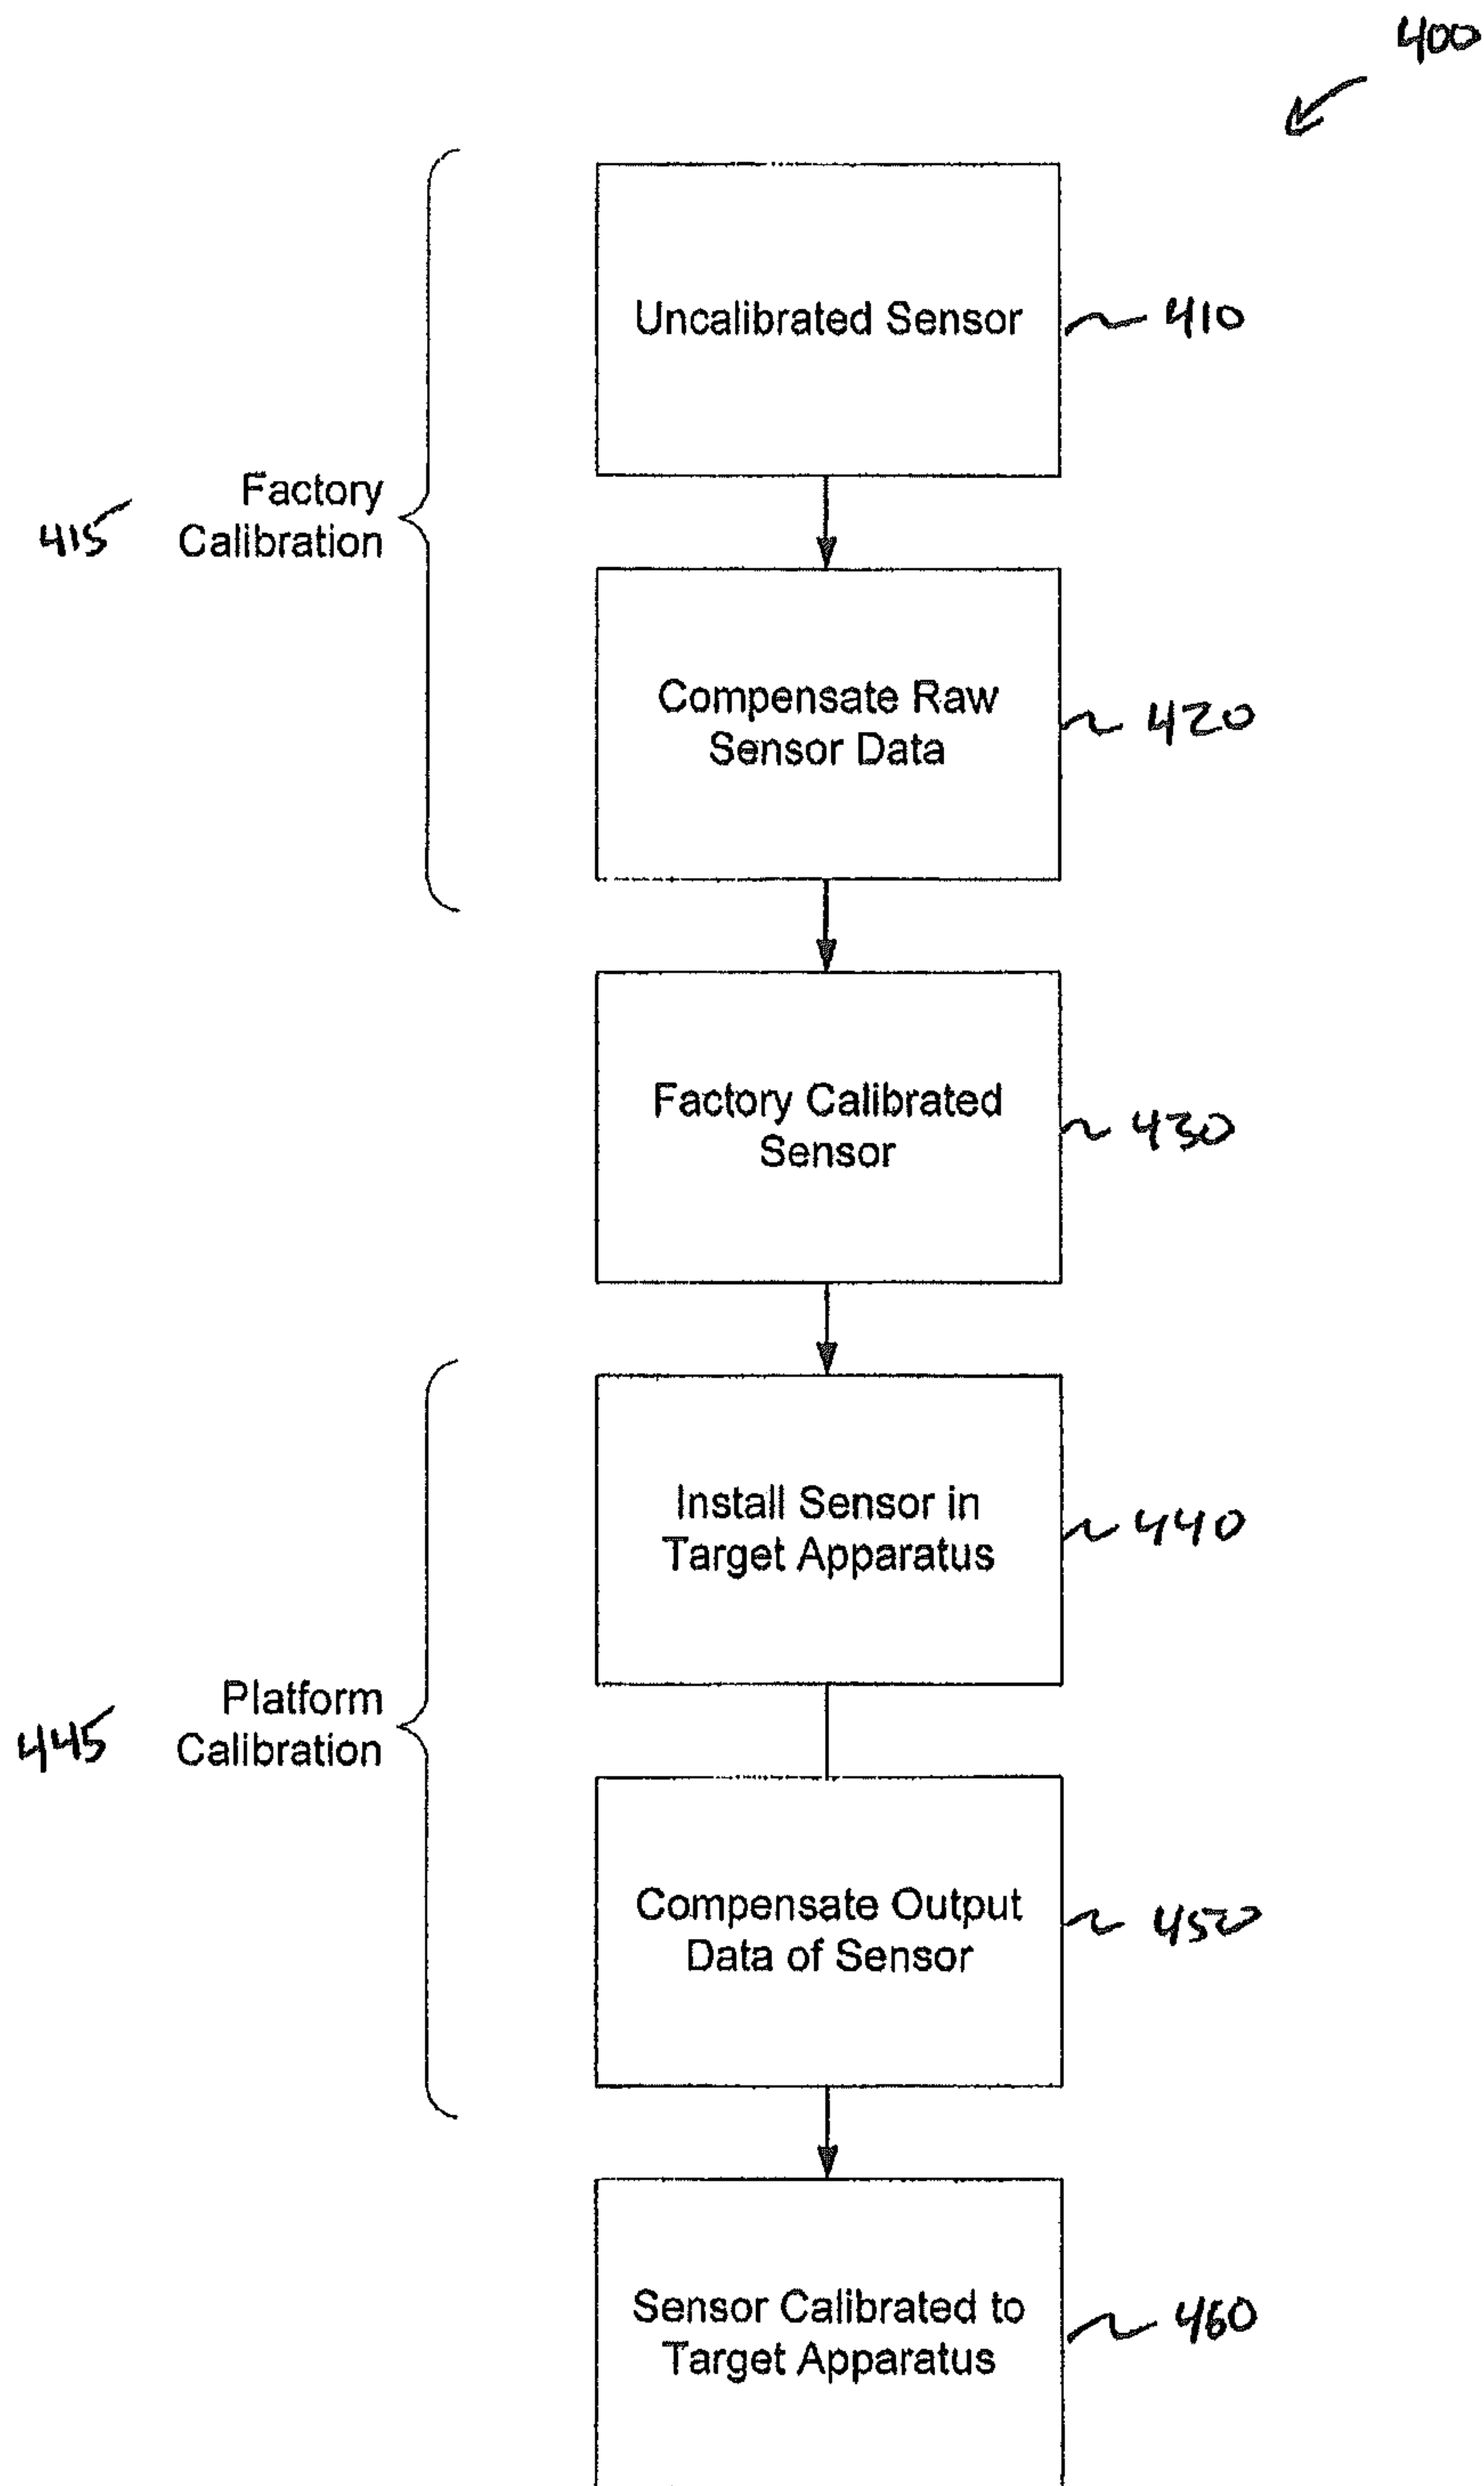 400
Uncalibrated Sensor
410
Factory
Calibration
415
Compensate Raw
Sensor Data
420
Factory Calibrated
Sensor
430
Install Sensor in
Target Apparatus
440
Platform
Calibration
445
Compensate Output
Data of Sensor
450
Sensor Calibrated to
Target Apparatus
460